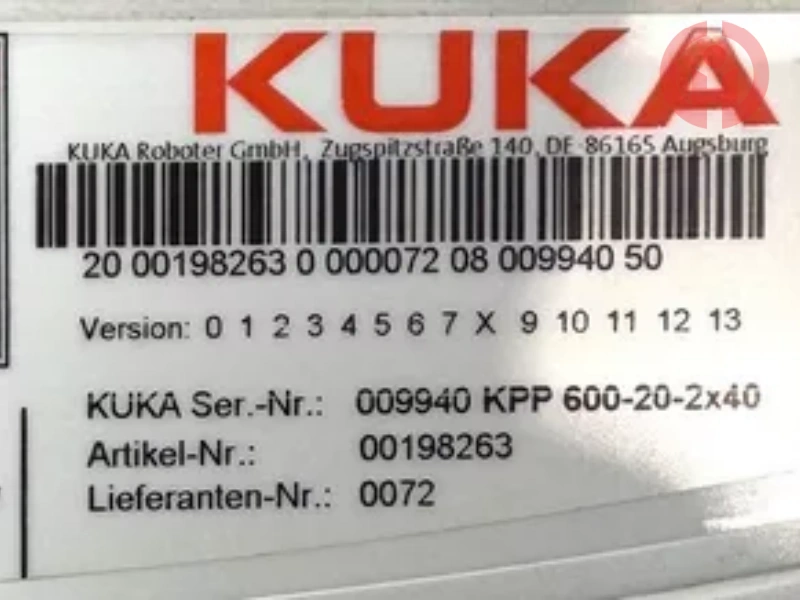 KUKA
KUKA Roboter GmbH, Zugspitzstraße 140, DE-86165 Augsburg
20 00198263 0 000072 08 009940 50
Version: 0 1 2 3 4 5 6 7 X 9 10 11 12 13
KUKA Ser.-Nr.: 009940 KPP 600-20-2x40
Artikel-Nr.: 00198263
Lieferanten-Nr.: 0072